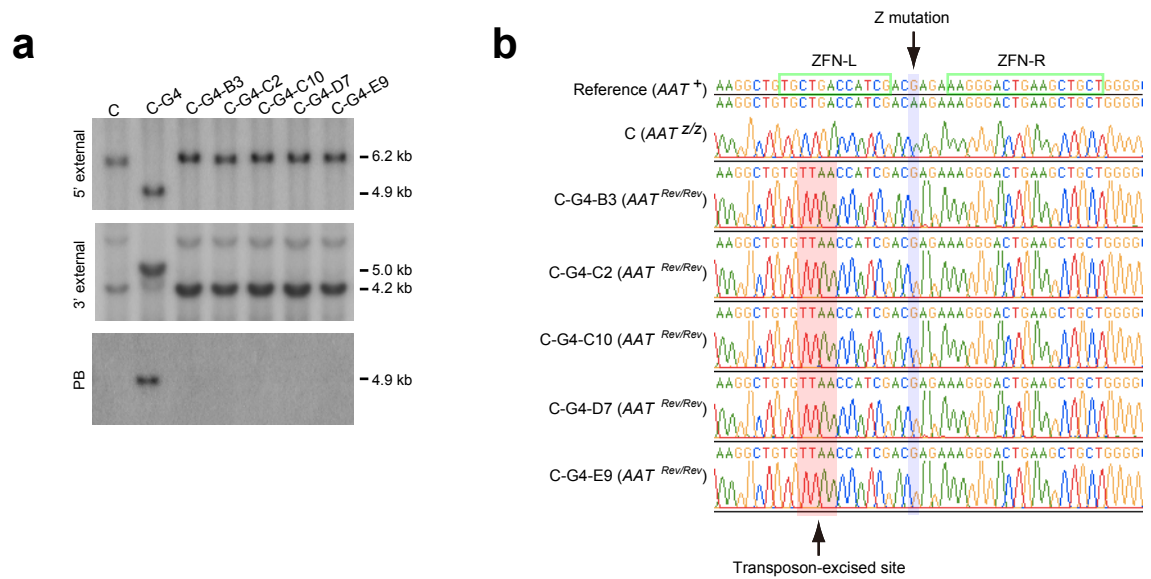 a
C
C-G4
C-G4-B3
C-G4-C2
C-G4-C10
C-G4-D7
C-G4-E9
5' external
6.2 kb
4.9 kb
3' external
5.0 kb
4.2 kb
PB
4.9 kb
b
Z mutation
ZFN-L
ZFN-R
Reference (AAT +)
AAGGCTGTGCTGACCATCGACGAGAAAGGGACTGAAGCTGCTGGGG
C (AAT z/z)
AAGGCTGTGCTGACCATCGACAAGAAAGGGACTGAAGCTGCTGGGG
C-G4-B3 (AAT Rev/Rev)
AAGGCTGTGTTAACCATCGACGAGAAAGGGACTGAAGCTGCTGGGG
C-G4-C2 (AAT Rev/Rev)
AAGGCTGTGTTAACCATCGACGAGAAAGGGACTGAAGCTGCTGGGG
C-G4-C10 (AAT Rev/Rev)
AAGGCTGTGTTAACCATCGACGAGAAAGGGACTGAAGCTGCTGGGG
C-G4-D7 (AAT Rev/Rev)
AAGGCTGTGTTAACCATCGACGAGAAAGGGACTGAAGCTGCTGGGG
C-G4-E9 (AAT Rev/Rev)
AAGGCTGTGTTAACCATCGACGAGAAAGGGACTGAAGCTGCTGGGG
Transposon-excised site